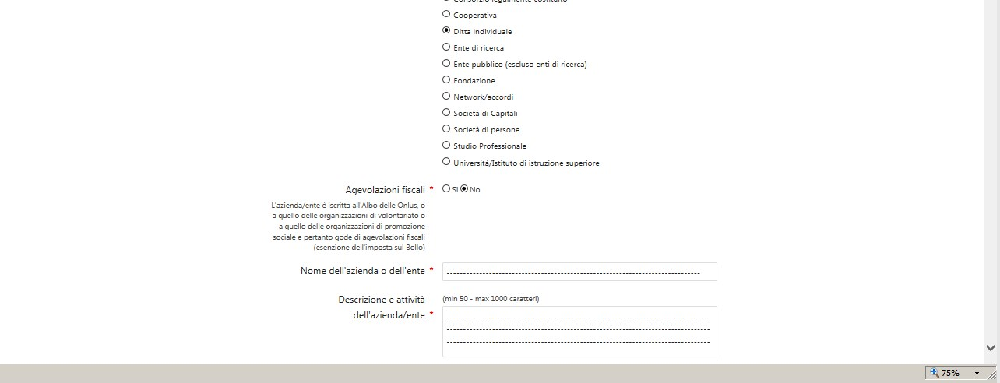 Cooperativa
Ditta individuale
Ente di ricerca
Ente pubblico (escluso enti di ricerca)
Fondazione
Network/accordi
Società di Capitali
Società di persone
Studio Professionale
Università/Istituto di istruzione superiore
Agevolazioni fiscali * Si No
L'azienda/ente è iscritta all'Albo delle Onlus, o
a quello delle organizzazioni di volontariato o
a quello delle organizzazioni di promozione
sociale e pertanto gode di agevolazioni fiscali
(esenzione dell'imposta sul Bollo)
Nome dell'azienda o dell'ente *
Descrizione e attività (min 50 - max 1000 caratteri)
dell'azienda/ente *
75%